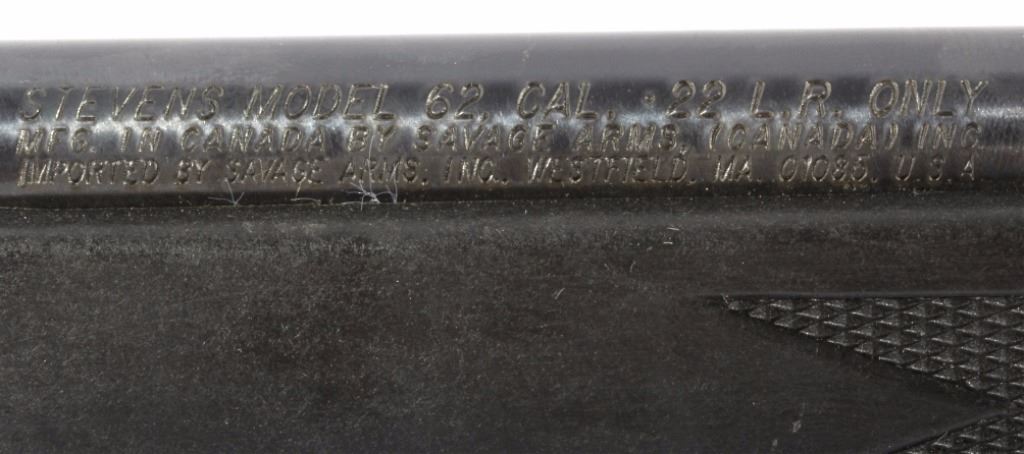 STEVENS MODEL 62, CAL. .22 L.R. ONLY
MFG. IN CANADA BY SAVAGE ARMS, (CANADA) INC
IMPORTED BY SAVAGE ARMS, INC., WESTFIELD, MA 01085, U.S.A